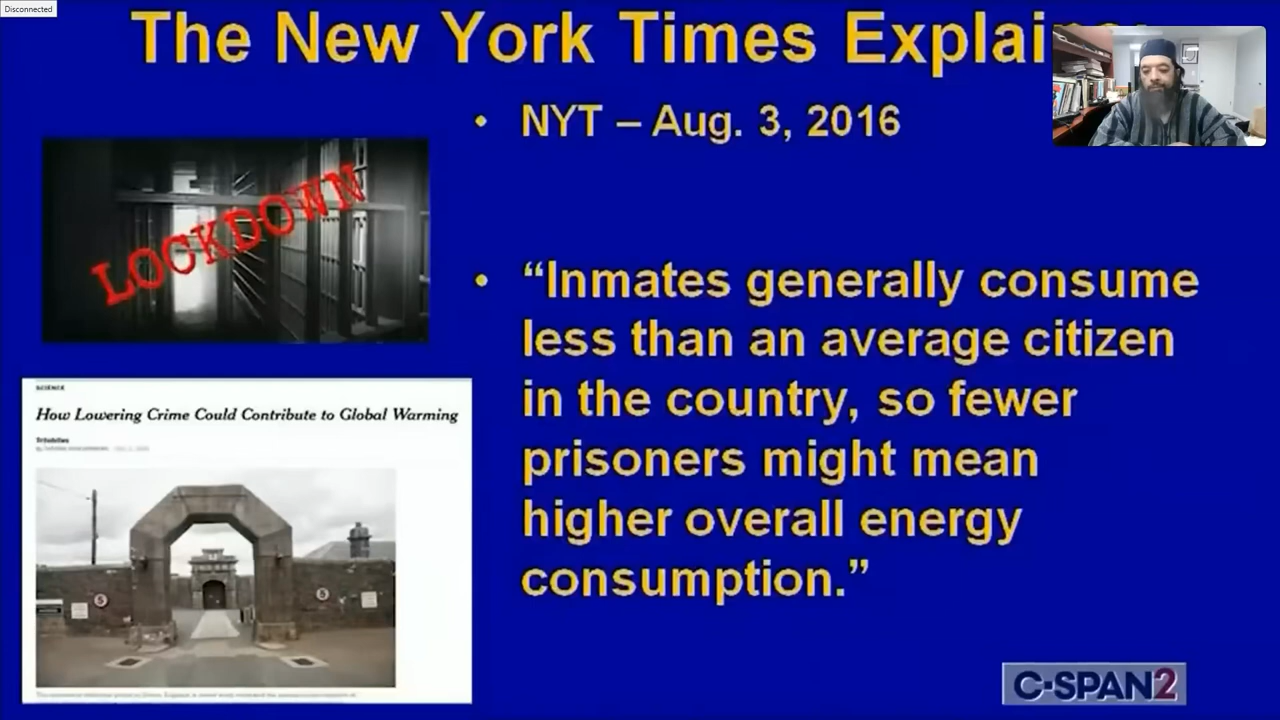 Disconnected
The New York Times Explai
• NYT – Aug. 3, 2016
LOCKDOWN
• “Inmates generally consume
less than an average citizen
in the country, so fewer
prisoners might mean
higher overall energy
consumption.”
SCIENCE
How Lowering Crime Could Contribute to Global Warming
Trilobites
C-SPAN2